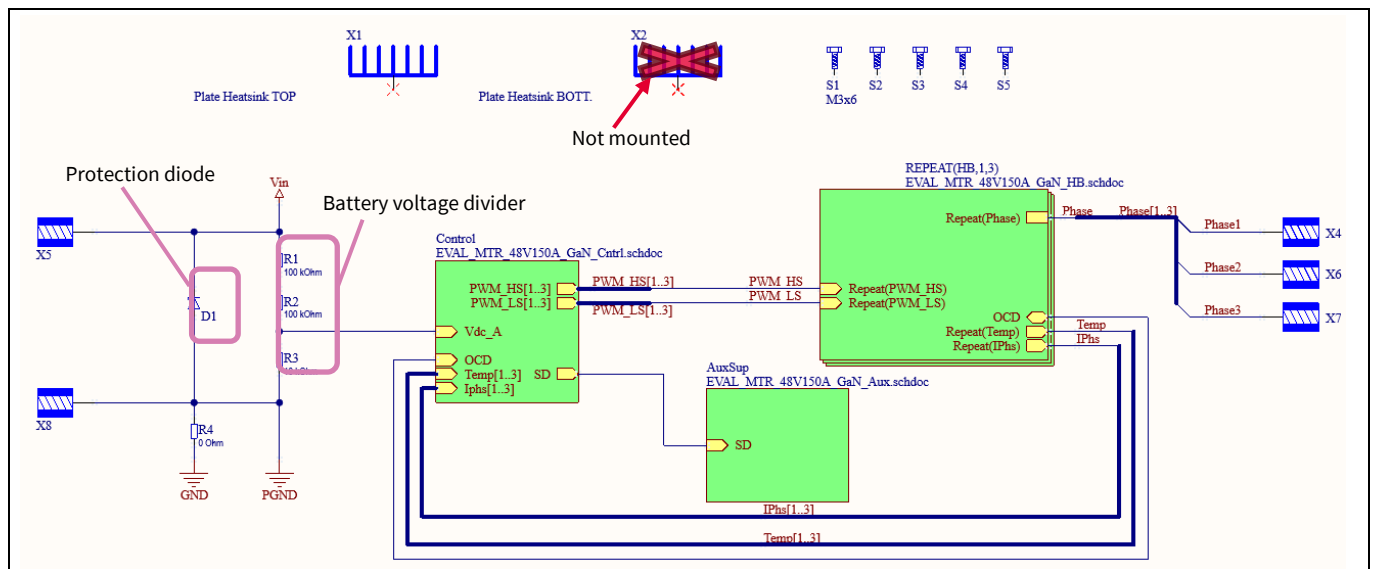 X1
X2
Plate Heatsink TOP
Plate Heatsink BOTT.
S1
S2
S3
S4
S5
M3x6
Not mounted
Protection diode
Vin
Battery voltage divider
REPEAT(HB,1,3)
EVAL_MTR_48V150A_GaN_HB.schdoc
X5
R1
100 kOhm
R2
100 kOhm
D1
R3
X8
R4
0 Ohm
GND
PGND
Control
EVAL_MTR_48V150A_GaN_Cntrl.schdoc
PWM_HS[1..3]
PWM_LS[1..3]
Vdc_A
OCD
Temp[1..3]
SD
Iphs[1..3]
PWM_HS[1..3]
PWM_HS
PWM_LS[1..3]
PWM_LS
Repeat(Phase)
Repeat(PWM_HS)
Repeat(PWM_LS)
OCD
Repeat(Temp)
Repeat(IPhs)
Phase
Phase[1..3]
Temp
IPhs
Phase1
X4
Phase2
X6
Phase3
X7
AuxSup
EVAL_MTR_48V150A_GaN_Aux.schdoc
SD
IPhs[1..3]
Temp[1..3]